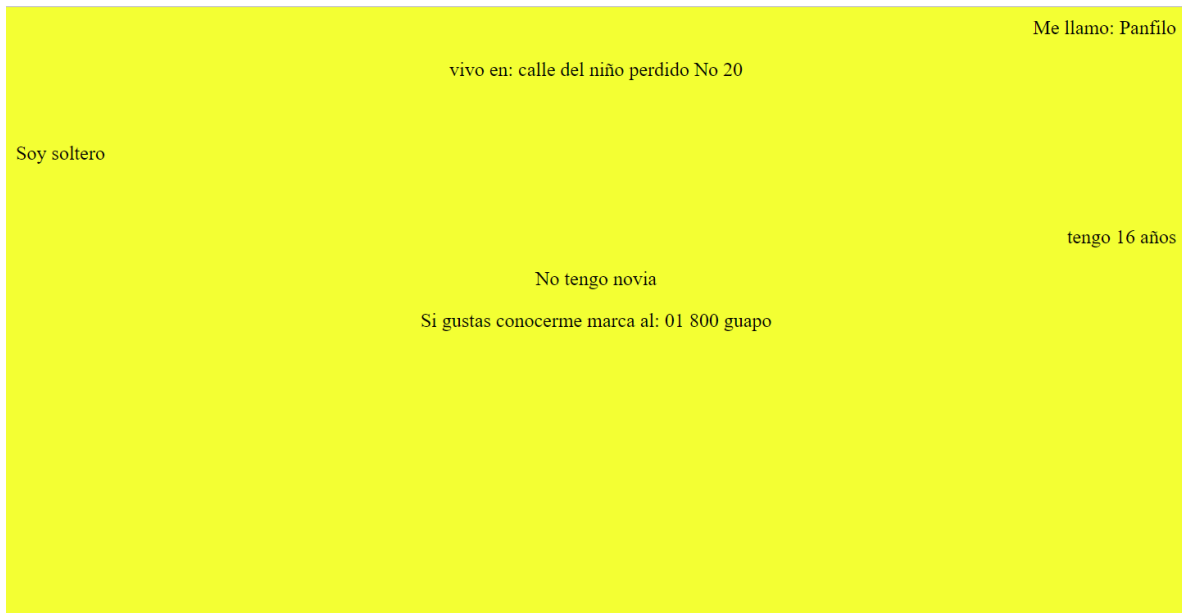 Me llamo: Panfilo
vivo en: calle del niño perdido No 20
Soy soltero
tengo 16 años
No tengo novia
Si gustas conocerme marca al: 01 800 guapo